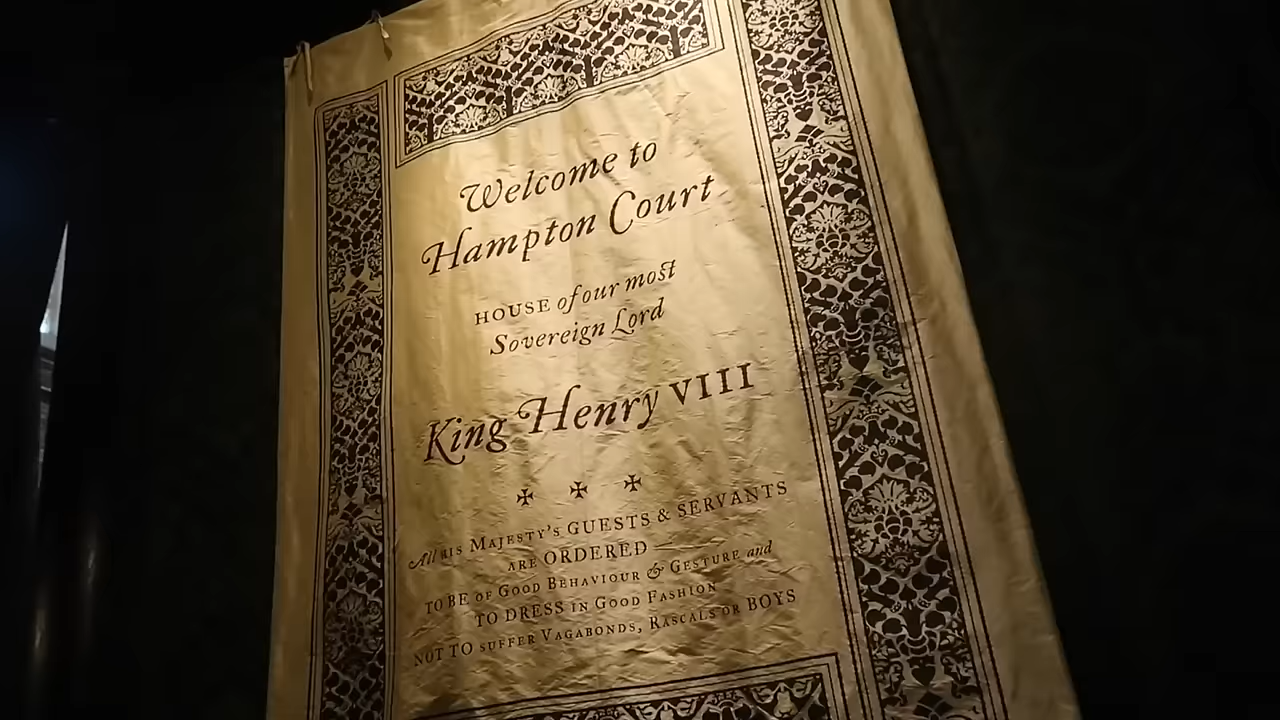 Welcome to
Hampton Court
HOUSE of our most
Sovereign Lord
King Henry VIII
All HIS MAJESTY'S GUESTS & SERVANTS
ARE ORDERED
TO BE OF GOOD BEHAVIOUR & GESTURE and
TO DRESS IN GOOD FASHION
NOT TO SUFFER VAGABONDS, RASCALS OR BOYS